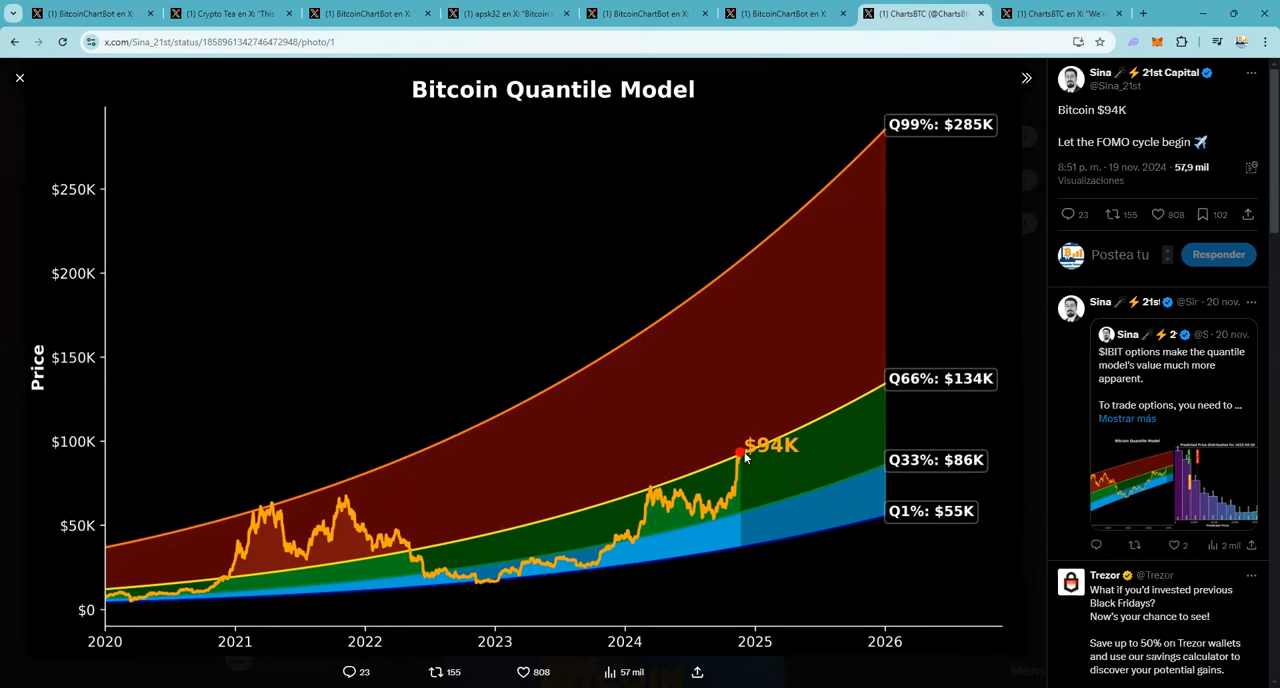 (1) BitcoinChartBot en X:
(1) Crypto Tea en X: "This
(1) BitcoinChartBot en X:
(1) apsk32 en X: "Bitcoin's
(1) BitcoinChartBot en X: "
(1) BitcoinChartBot en X:
(1) ChartsBTC (@ChartsB
(1) ChartsBTC en X: "We'r
x.com/Sina_21st/status/1858961342746472948/photo/1
Bitcoin Quantile Model
Q99%: $285K
$250K
$200K
$150K
Q66%: $134K
$100K
$94K
Q33%: $86K
Q1%: $55K
$50K
$0
Price
2020
2021
2022
2023
2024
2025
2026
23
155
808
57 mil
Sina 21st Capital
@Sina_21st
Bitcoin $94K
Let the FOMO cycle begin ✈️
8:51 p. m. · 19 nov. 2024 · 57,9 mil
Visualizaciones
23
155
808
102
Postea tu
Responder
Sina 21st @Sir · 20 nov.
Sina 2 @S · 20 nov.
$IBIT options make the quantile
model's value much more
apparent.
To trade options, you need to ...
Mostrar más
Bitcoin Quantile Model
2
2 mil
Trezor @Trezor
What if you'd invested previous
Black Fridays?
Now's your chance to see!
Save up to 50% on Trezor wallets
and use our savings calculator to
discover your potential gains.